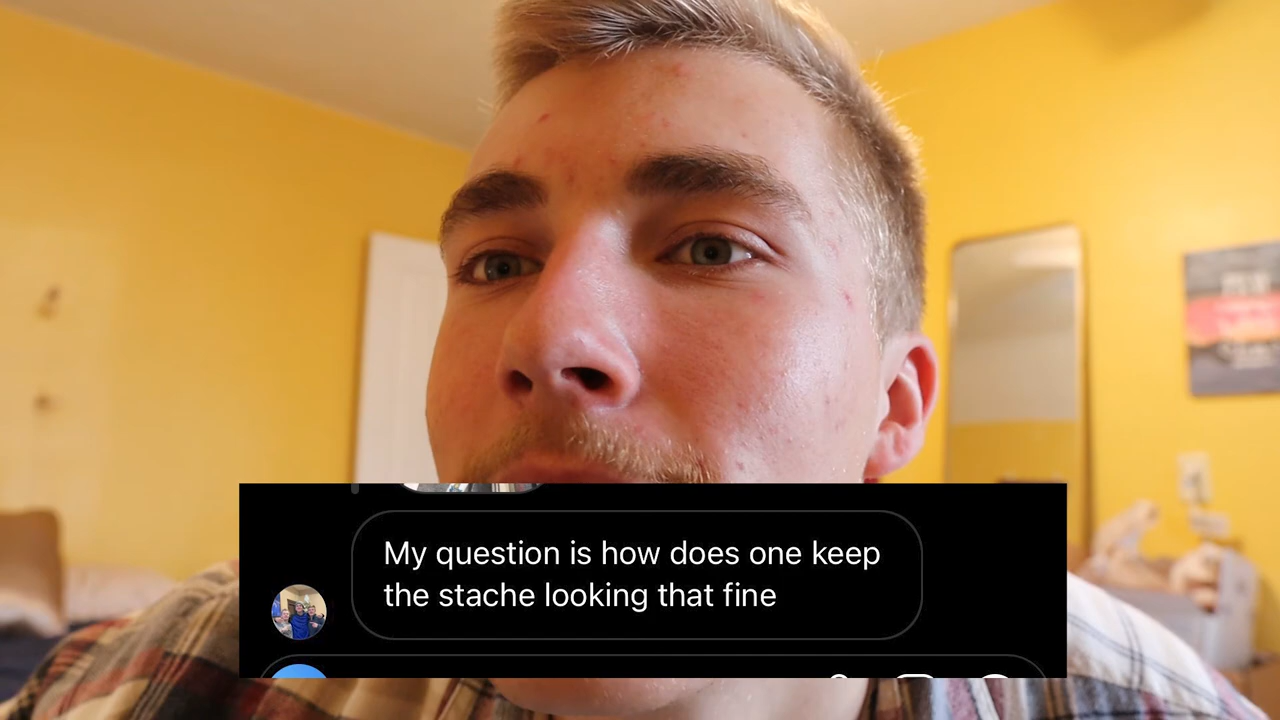 My question is how does one keep
the stache looking that fine